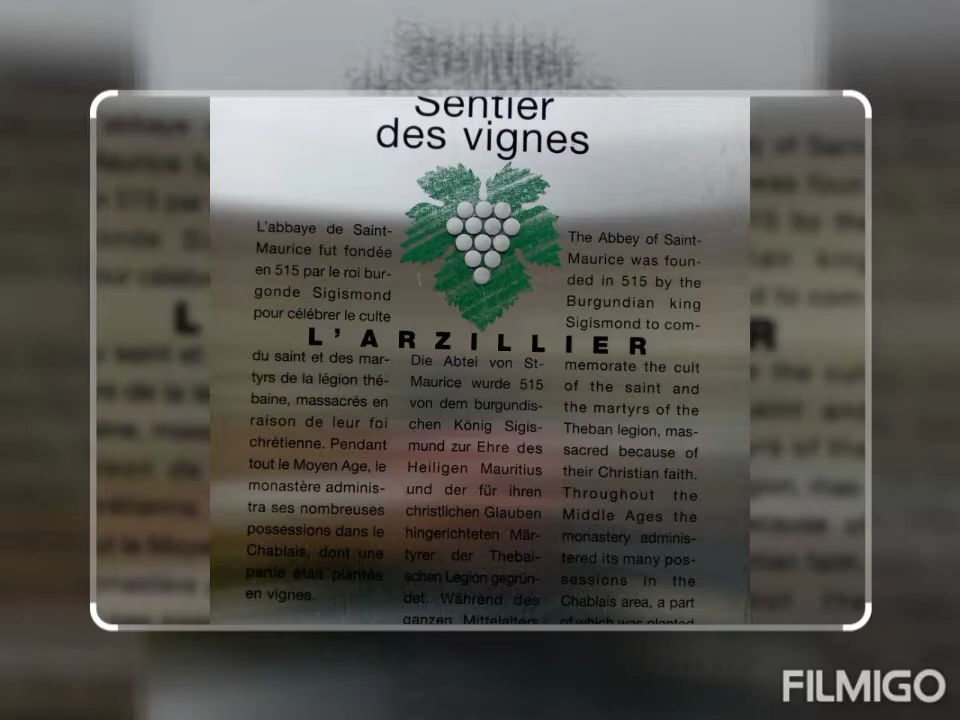 Sentier
des vignes
L'abbaye de Saint-
Maurice fut fondée
en 515 par le roi bur-
gonde Sigismond
pour célébrer le culte
The Abbey of Saint-
Maurice was foun-
ded in 515 by the
Burgundian king
Sigismond to com-
L'ARZILLIER
du saint et des mar-
tyrs de la légion thé-
baine, massacrés en
raison de leur foi
chrétienne. Pendant
tout le Moyen Age, le
monastère adminis-
tra ses nombreuses
possessions dans le
Chablais, dont une
partie était plantée
en vignes.
Die Abtei von St-
Maurice wurde 515
von dem burgundis-
chen König Sigis-
mund zur Ehre des
Heiligen Mauritius
und der für ihren
christlichen Glauben
hingerichteten Mär-
tyrer der Thebai-
schen Legion gegrün-
det. Während des
ganzen Mittelalters
memorate the cult
of the saint and
the martyrs of the
Theban legion, mas-
sacred because of
their Christian faith.
Throughout the
Middle Ages the
monastery adminis-
tered its many pos-
sessions in the
Chablais area, a part
of which was planted
FILMIGO